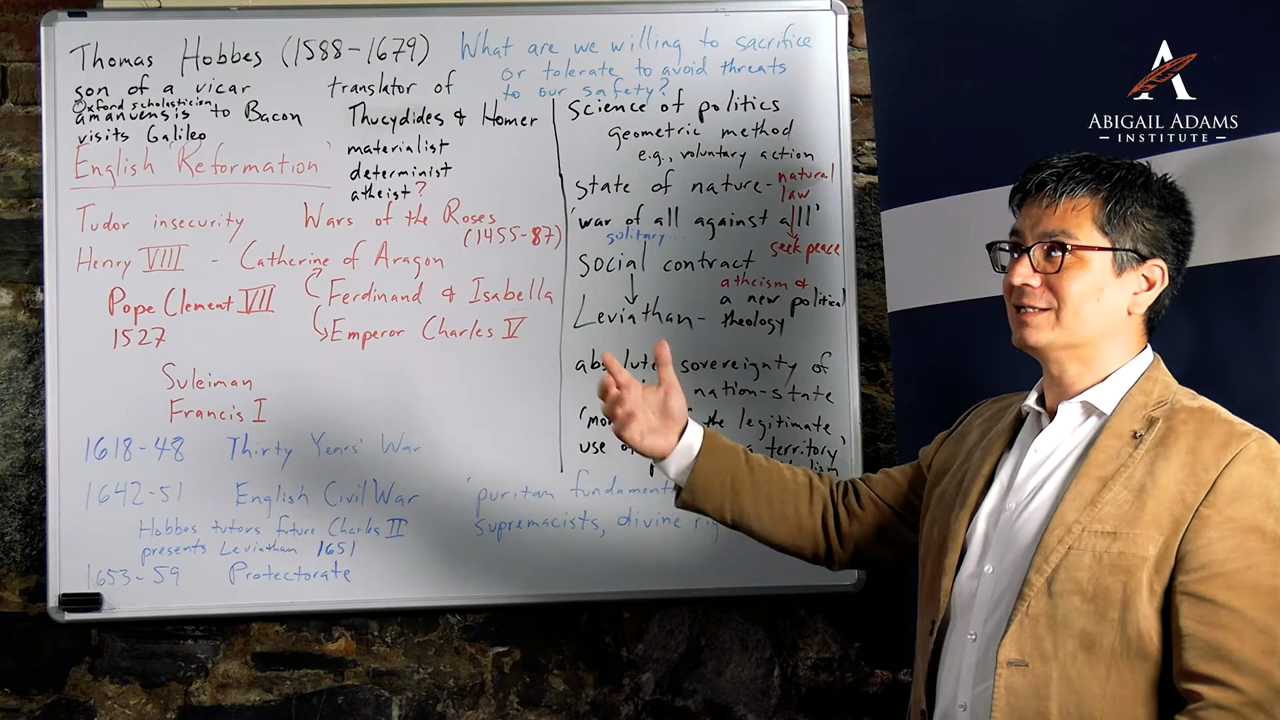 Thomas Hobbes (1588-1679)
What are we willing to sacrifice
or tolerate to avoid threats
to our safety?
son of a vicar
Oxford scholasticism
amanuensis to Bacon
visits Galileo
translator of
Thucydides & Homer
materialist
determinist
atheist?
'English Reformation'
Tudor insecurity
Wars of the Roses
(1455-87)
Henry VIII - Catherine of Aragon
Pope Clement VII
1527
Ferdinand & Isabella
Emperor Charles V
Suleiman
Francis I
1618-48 Thirty Years' War
1642-51 English Civil War
'puritan fundament
supremacists, divine
Hobbes tutors future Charles II
presents Leviathan 1651
1653-59 Protectorate
Science of politics
geometric method
e.g., voluntary action
state of nature - natural
law
'war of all against all'
solitary...
seek peace
social contract
Leviathan -
atheism &
a new political
theology
absolute sovereignty of
nation-state
the legitimate
use
territory'
A
ABIGAIL ADAMS
INSTITUTE